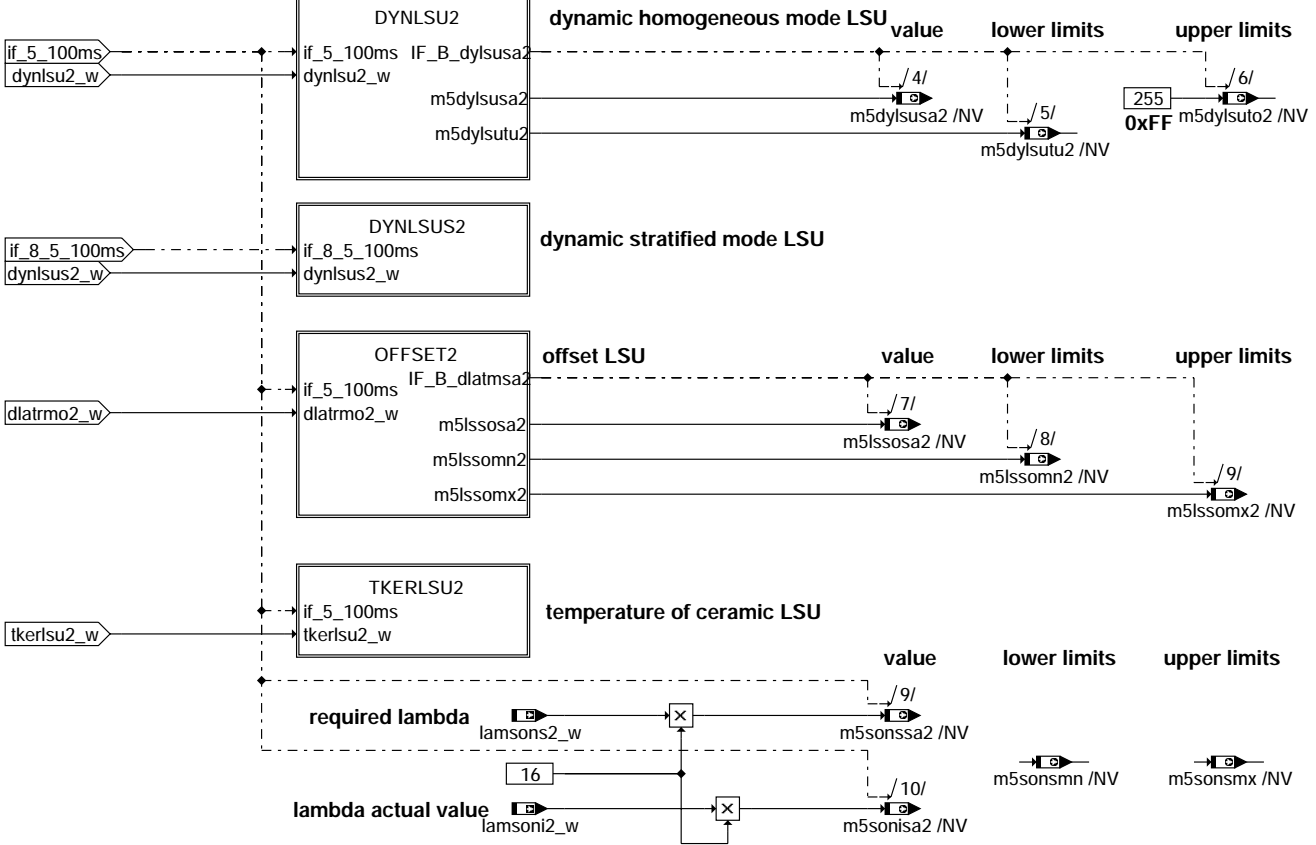 DYNLSU2
dynamic homogeneous mode LSU
value
lower limits
upper limits
if_5_100ms
if_5_100ms
IF_B_dylsusa2
dynlsu2_w
dynlsu2_w
m5dylsusa2
m5dylsutu2
/4/
m5dylsusa2 /NV
/5/
m5dylsutu2 /NV
255
0xFF
/6/
m5dylsuto2 /NV
DYNLSUS2
dynamic stratified mode LSU
if_8_5_100ms
if_8_5_100ms
dynlsus2_w
dynlsus2_w
OFFSET2
offset LSU
value
lower limits
upper limits
IF_B_dlatmsa2
if_5_100ms
dlatrmo2_w
dlatrmo2_w
m5lssosa2
m5lssomn2
m5lssomx2
/7/
m5lssosa2 /NV
/8/
m5lssomn2 /NV
/9/
m5lssomx2 /NV
TKERLSU2
if_5_100ms
temperature of ceramic LSU
tkerlsu2_w
tkerlsu2_w
value
lower limits
upper limits
/9/
required lambda
lamsons2_w
m5sonssa2 /NV
16
m5sonsmn /NV
m5sonsmx /NV
/10/
lambda actual value
lamsoni2_w
m5sonisa2 /NV